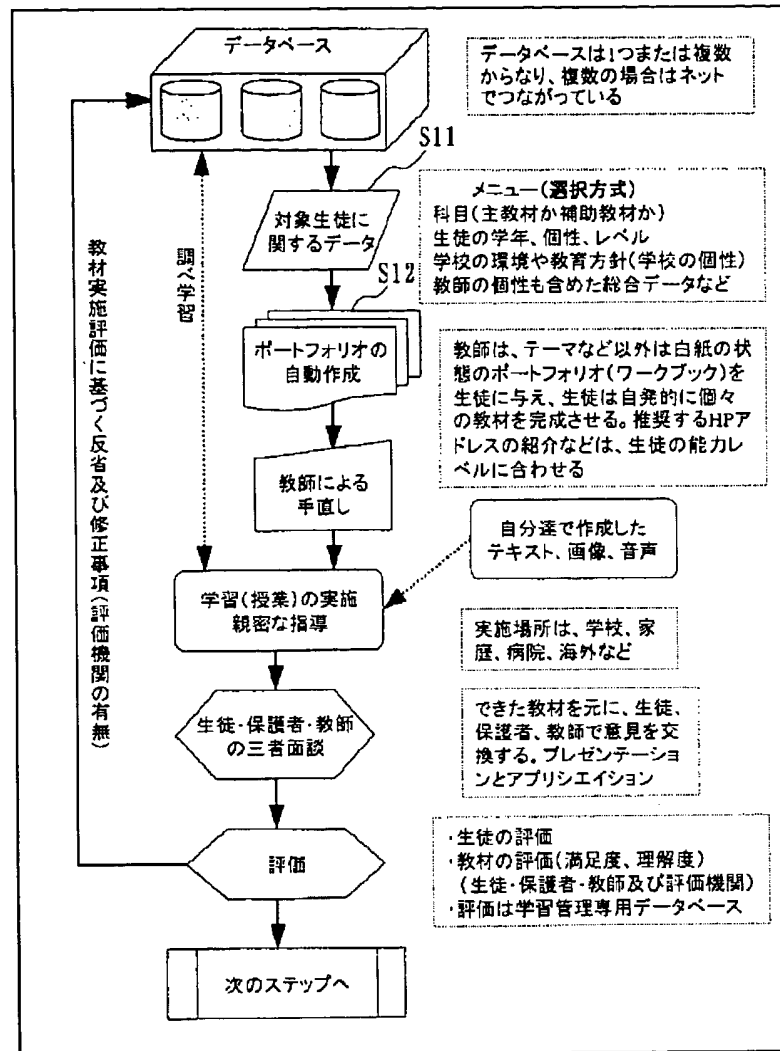 データベース
データベースは1つまたは複数
からなり、複数の場合はネット
でつながっている
S11
対象生徒に
関するデータ
メニュー(選択方式)
科目(主教材か補助教材か)
生徒の学年、個性、レベル
学校の環境や教育方針(学校の個性)
教師の個性も含めた総合データなど
S12
ポートフォリオの
自動作成
教師は、テーマなど以外は白紙の状
態のポートフォリオ(ワークブック)を
生徒に与え、生徒は自発的に個々
の教材を完成させる。推奨するHPア
ドレスの紹介などは、生徒の能力レ
ベルに合わせる
教師による
手直し
自分達で作成した
テキスト、画像、音声
調べ学習
教材実施評価に基づく反省及び修正事項(評価機関の有無)
学習(授業)の実施
親密な指導
実施場所は、学校、家
庭、病院、海外など
生徒・保護者・教師
の三者面談
できた教材を元に、生徒、
保護者、教師で意見を交
換する。プレゼンテーショ
ンとアプリシエイション
評価
・生徒の評価
・教材の評価(満足度、理解度)
(生徒・保護者・教師及び評価機関)
・評価は学習管理専用データベース
次のステップへ